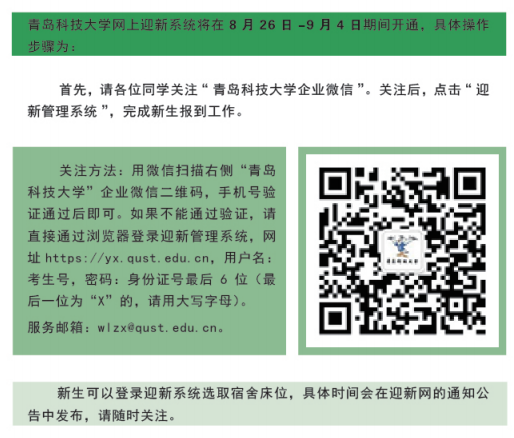 青岛科技大学网上迎新系统将在 8 月 26 日 -9 月 4 日期间开通，具体操作
步骤为：
首先，请各位同学关注“ 青岛科技大学企业微信 ”。关注后，点击“ 迎
新管理系统 ”，完成新生报到工作。
关注方法：用微信扫描右侧“青岛
科技大学”企业微信二维码，手机号验
证通过后即可。如果不能通过验证，请
直接通过浏览器登录迎新管理系统，网
址 https://yx.qust.edu.cn，用户名：
考生号，密码：身份证号最后 6 位（最
后一位为“X”的，请用大写字母）。
服务邮箱：wlzx@qust.edu.cn。
新生可以登录迎新系统选取宿舍床位，具体时间会在迎新网的通知公
告中发布，请随时关注。